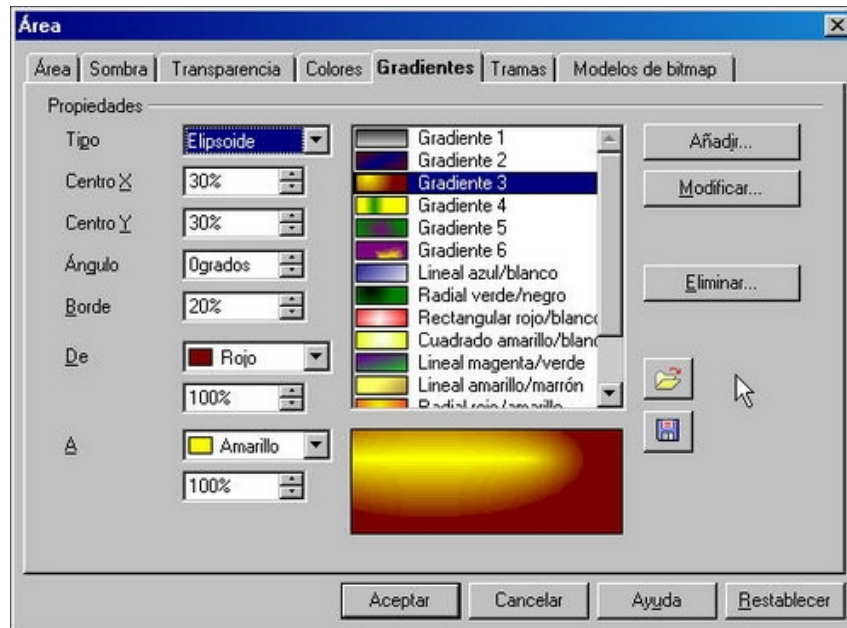 Área
Área Sombra Transparencia Colores Gradientes Tramas Modelos de bitmap
Propiedades
Tipo Elipsoide
Centro X 30%
Centro Y 30%
Ángulo 0grados
Borde 20%
De Rojo
100%
A Amarillo
100%
Gradiente 1
Gradiente 2
Gradiente 3
Gradiente 4
Gradiente 5
Gradiente 6
Lineal azul/blanco
Radial verde/negro
Rectangular rojo/blanco
Cuadrado amarillo/blanc
Lineal magenta/verde
Lineal amarillo/marrón
Radial rojo/amarillo
Añadir...
Modificar...
Eliminar...
Aceptar Cancelar Ayuda Restablecer